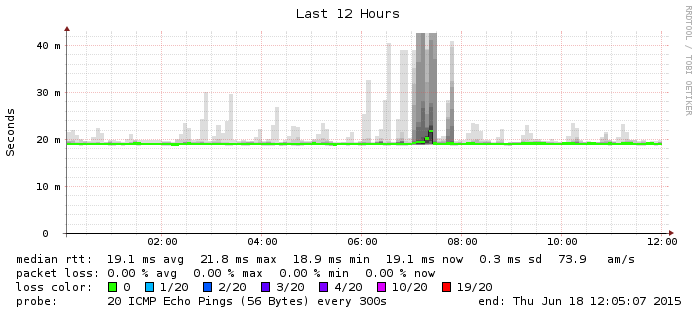 Last 12 Hours
RRDTOOL / TOBI OETIKER
Seconds
40 m
30 m
20 m
10 m
0
02:00 04:00 06:00 08:00 10:00 12:00
median rtt: 19.1 ms avg 21.8 ms max 18.9 ms min 19.1 ms now 0.3 ms sd 73.9 am/s
packet loss: 0.00 % avg 0.00 % max 0.00 % min 0.00 % now
loss color: 0 1/20 2/20 3/20 4/20 10/20 19/20
probe: 20 ICMP Echo Pings (56 Bytes) every 300s end: Thu Jun 18 12:05:07 2015